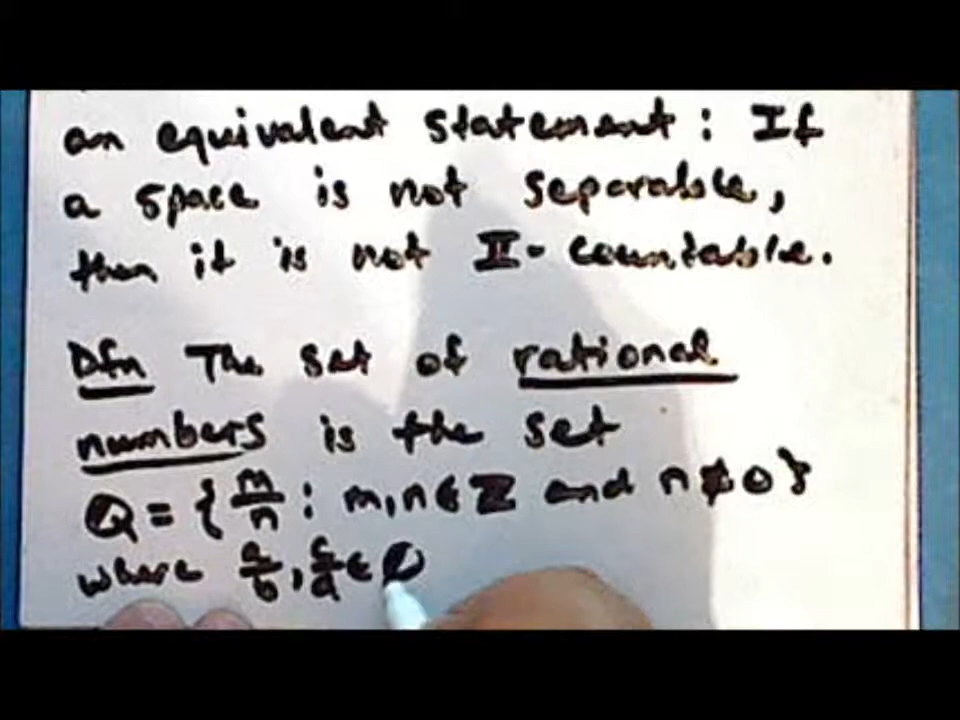 an equivalent statement: If
a space is not separable,
then it is not II-countable.
Dfn The set of rational
numbers is the set
Q = {m/n : m,n ∈ ℤ and n ≠ 0}
where a/b, c/d ∈ Q